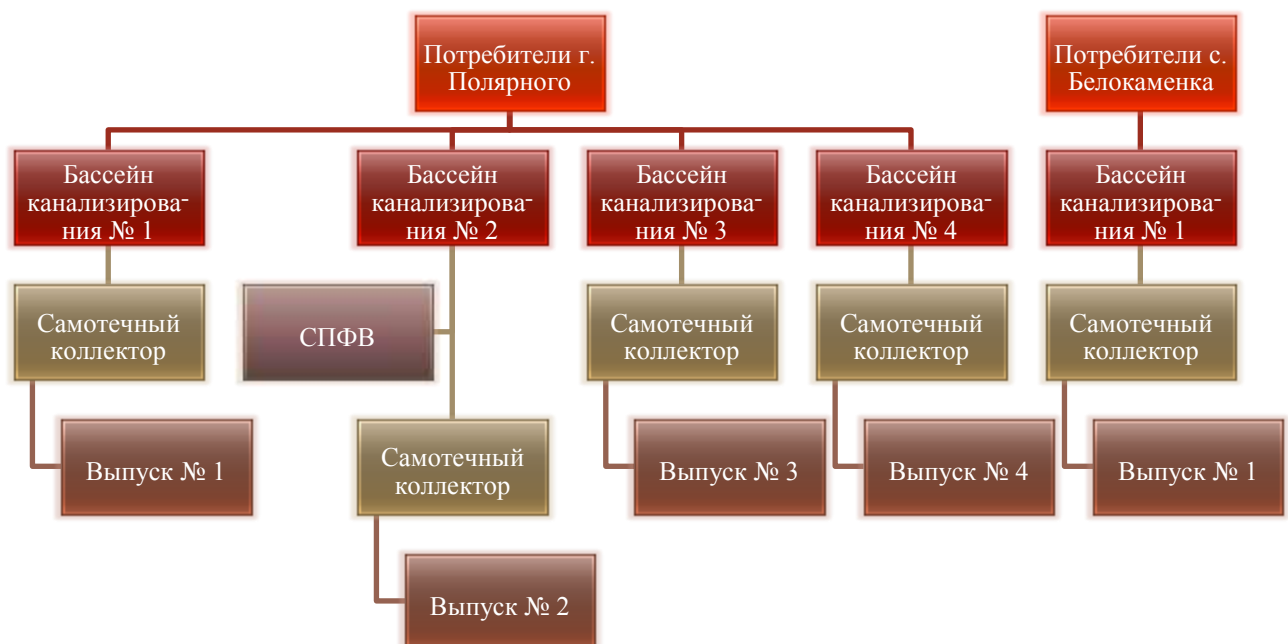 Потребители г.
Полярного
Потребители с.
Белокаменка
Бассейн
канализирова-
ния № 1
Бассейн
канализирова-
ния № 2
Бассейн
канализирова-
ния № 3
Бассейн
канализирова-
ния № 4
Бассейн
канализирова-
ния № 1
Самотечный
коллектор
СПФВ
Самотечный
коллектор
Самотечный
коллектор
Самотечный
коллектор
Выпуск № 1
Самотечный
коллектор
Выпуск № 3
Выпуск № 4
Выпуск № 1
Выпуск № 2